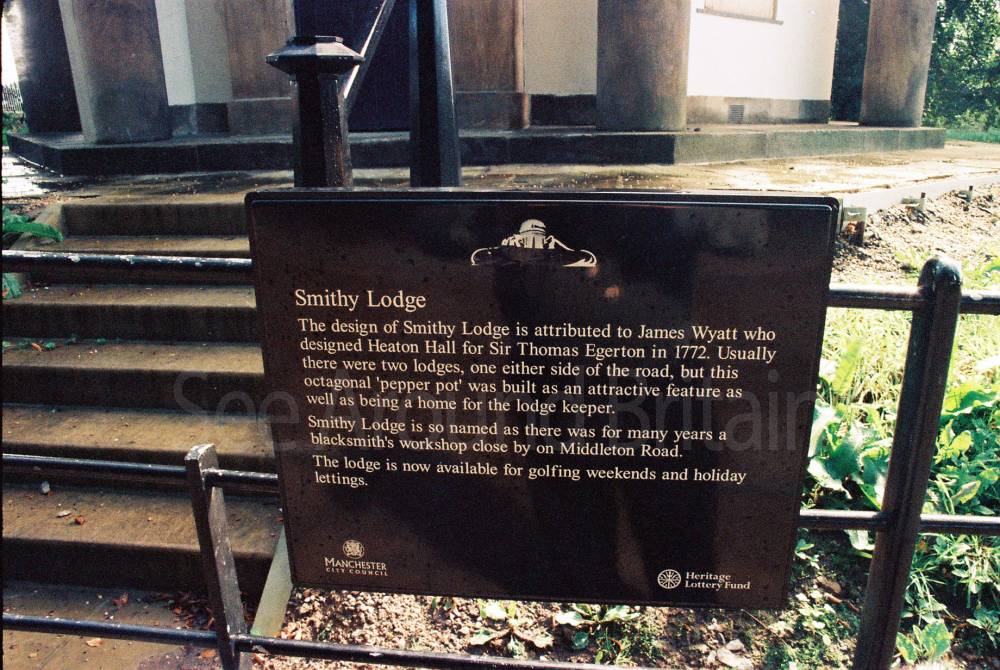 Smithy Lodge
The design of Smithy Lodge is attributed to James Wyatt who
designed Heaton Hall for Sir Thomas Egerton in 1772. Usually
there were two lodges, one either side of the road, but this
octagonal 'pepper pot' was built as an attractive feature as
well as being a home for the lodge keeper.
Smithy Lodge is so named as there was for many years a
blacksmith's workshop close by on Middleton Road.
The lodge is now available for golfing weekends and holiday
lettings.
MANCHESTER
CITY COUNCIL
Heritage
Lottery Fund
See Around Britain